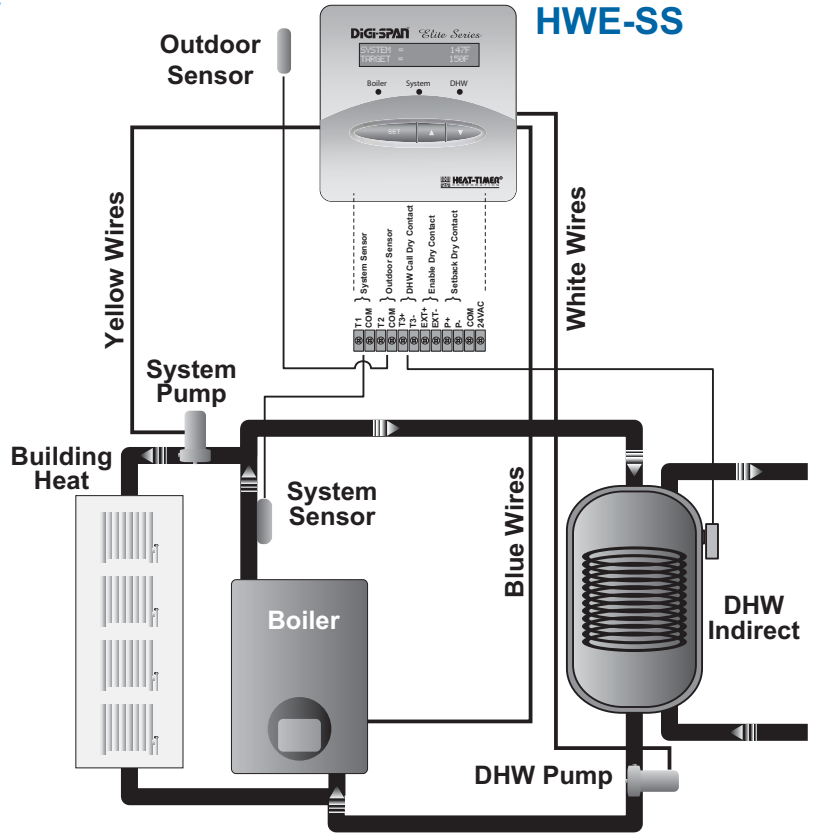 HWE-SS
Outdoor
Sensor
DiGi-SPAN Elite Series
SYSTEM = 147F
TARGET = 150F
Boiler System DHW
SET
HEAT-TIMER®
CORPORATION
Yellow Wires
White Wires
System Sensor
Outdoor Sensor
DHW Call Dry Contact
Enable Dry Contact
Setback Dry Contact
T1
COM
T2
COM
T3+
T3-
EXT+
EXT-
P+
P-
COM
24VAC
System
Pump
Building
Heat
System
Sensor
Blue Wires
Boiler
DHW
Indirect
DHW Pump